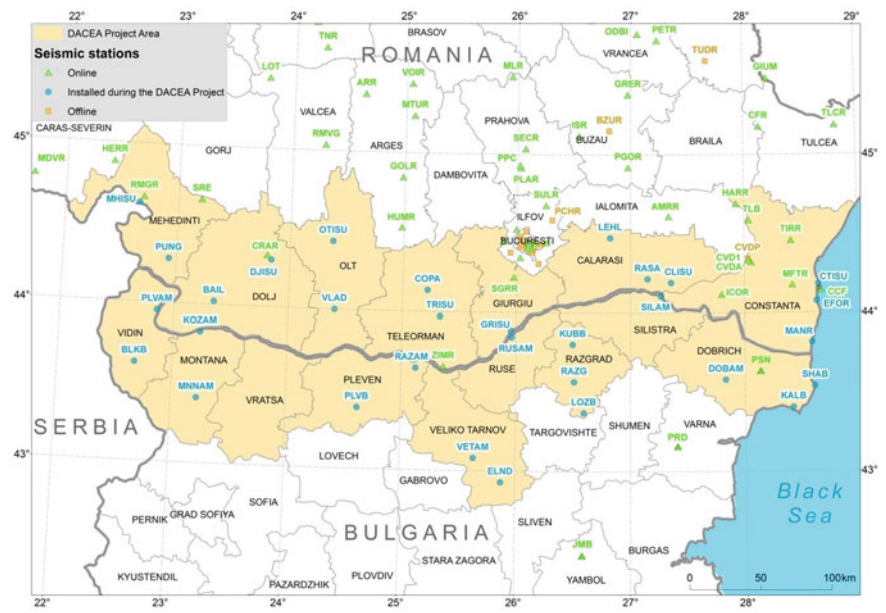 22° 23° 24° 25° 26° 27° 28° 29°
DACEA Project Area
Seismic stations
Online
Installed during the DACEA Project
Offline
TNR
BRASOV
ROMANIA
ODBI
PETR
VRANCEA
TUDR
LOT
ARR
VOIR
MLR
GRER
GIUM
VALCEA
MTUR
PRAHOVA
BZUR
CFR
TLCR
CARAS-SEVERIN
45°
GORJ
RMVG
ARGES
SECR
ISR
BUZAU
BRAILA
TULCEA
45°
MDVR
HERR
GOLR
DAMBOVITA
PPC
PLAR
PGOR
RMGR
SRE
MHISU
MEHEDINTI
HUMR
SULR
ILFOV
PCHR
IALOMITA
AMRR
HARR
TLB
PUNG
CRAR
DJISU
OTISU
OLT
BUCURESTI
LEHL
CALARASI
TIRR
CVDP
CVD1
CVDA
BAIL
DOLJ
VLAD
COPA
TRISU
SGRR
GIURGIU
RASA
CLISU
MFTR
CTISU
44°
PLVAM
KOZAM
TELEORMAN
GRISU
SILAM
ICOR
CONSTANTA
CCF
EFOR
44°
VIDIN
BLKB
MONTANA
RAZAM
ZIMR
RUSAM
RUSE
KUBB
RAZGRAD
SILISTRA
DOBRICH
MANR
MNNAM
VRATSA
PLEVEN
PLVB
RAZG
LOZB
DOBAM
PSN
SHAB
KALB
SERBIA
VELIKO TARNOV
VETAM
ELND
TARGOVISHTE
SHUMEN
VARNA
PRD
43°
LOVECH
GABROVO
43°
SOFIA
PERNIK
GRAD SOFIYA
BULGARIA
SLIVEN
Black
Sea
KYUSTENDIL
PAZARDZHIK
PLOVDIV
STARA ZAGORA
JMB
YAMBOL
BURGAS
0 50 100km
22° 23° 24° 25° 26° 27° 28°